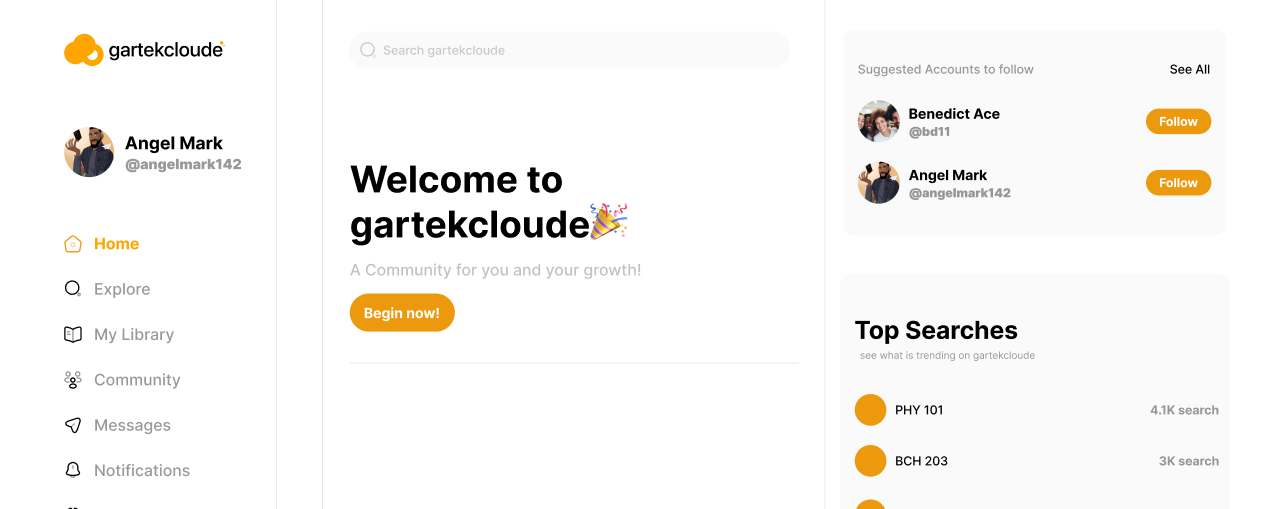 gartekcloude
Angel Mark
@angelmark142
Home
Explore
My Library
Community
Messages
Notifications
Search gartekcloude
Welcome to
gartekcloude🎉
A Community for you and your growth!
Begin now!
Suggested Accounts to follow
See All
Benedict Ace
@bd11
Follow
Angel Mark
@angelmark142
Follow
Top Searches
see what is trending on gartekcloude
PHY 101
4.1K search
BCH 203
3K search